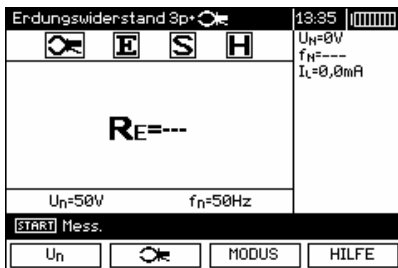 Erdungswiderstand 3p+ 13:35
E S H
UN=0V
fN=---
IL=0,0mA
RE=---
Un=50V fn=50Hz
START Mess.
Un MODUS HILFE